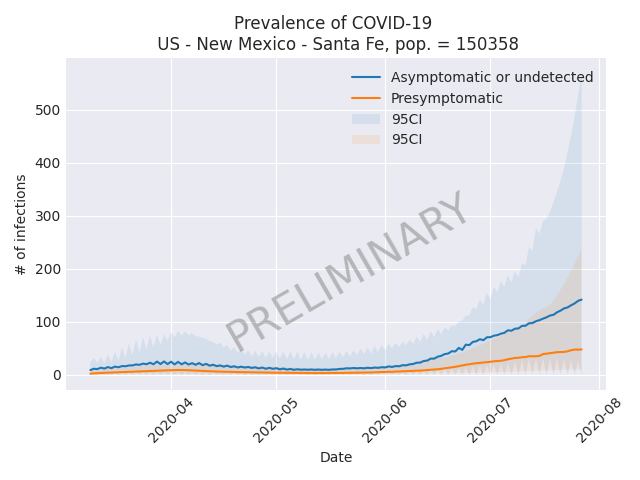 Prevalence of COVID-19
US - New Mexico - Santa Fe, pop. = 150358
Asymptomatic or undetected
Presymptomatic
95CI
95CI
PRELIMINARY
# of infections
500
400
300
200
100
0
2020-04
2020-05
2020-06
2020-07
2020-08
Date